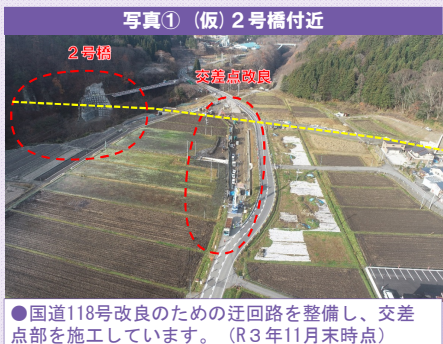 写真① (仮)２号橋付近
２号橋
交差点改良
●国道118号改良のための迂回路を整備し、交差
点部を施工しています。（R３年11月末時点）